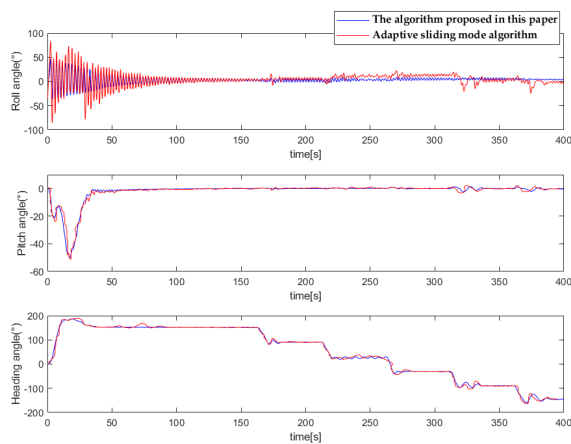 The algorithm proposed in this paper
Adaptive sliding mode algorithm
100
50
0
-50
-100
Roll angle(°)
0 50 100 150 200 250 300 350 400
time[s]
0
-20
-40
-60
Pitch angle(°)
0 50 100 150 200 250 300 350 400
time[s]
200
100
0
-100
-200
Heading angle(°)
0 50 100 150 200 250 300 350 400
time[s]